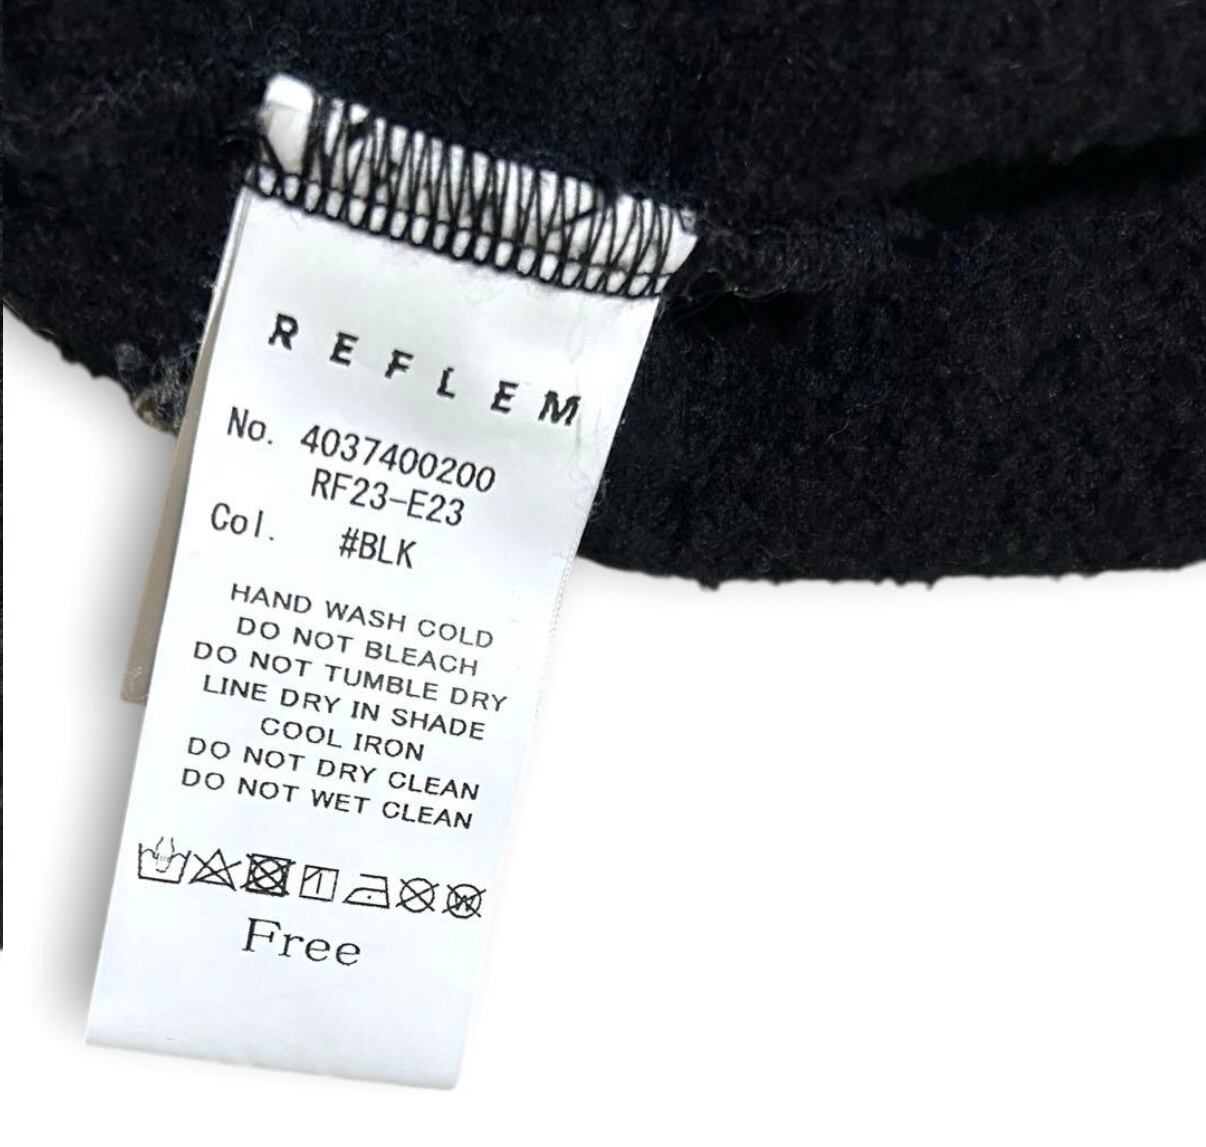 REFLEM
No. 4037400200
RF23-E23
Col. #BLK
HAND WASH COLD
DO NOT BLEACH
DO NOT TUMBLE DRY
LINE DRY IN SHADE
COOL IRON
DO NOT DRY CLEAN
DO NOT WET CLEAN
W
Free